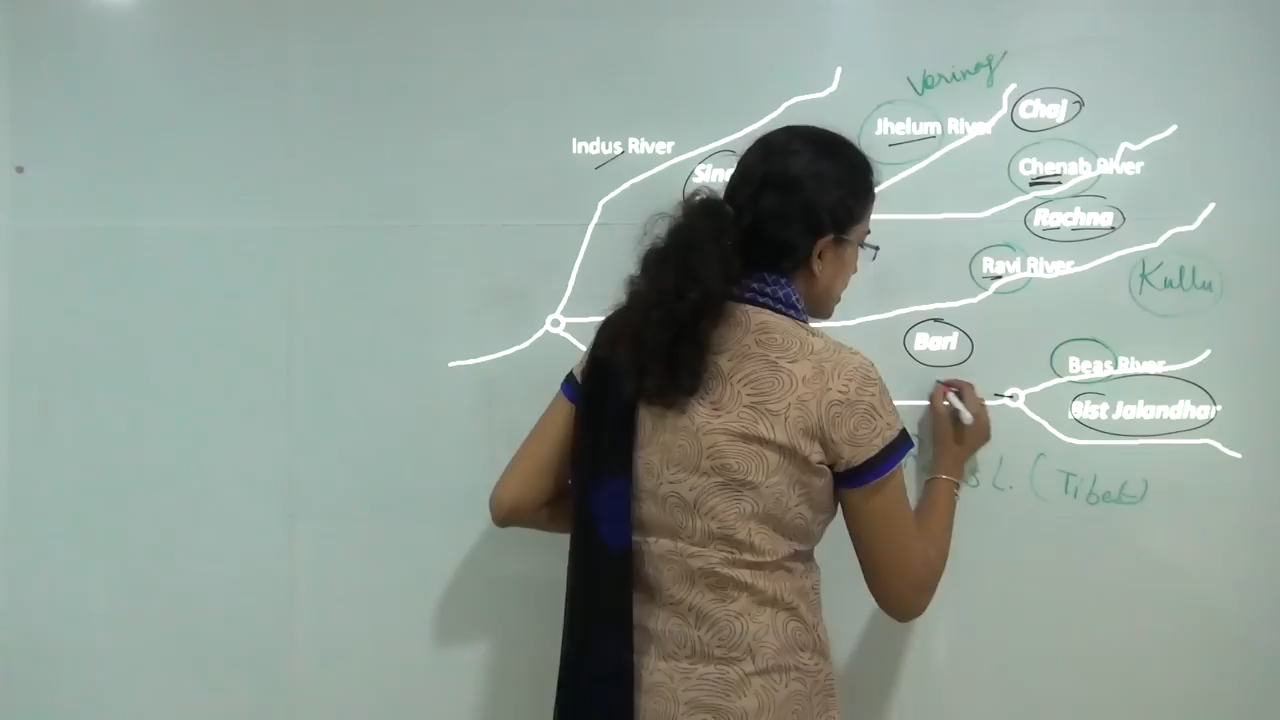 Verinag
Chaj
Jhelum River
Indus River
Chenab River
Rachna
Ravi River
Kullu
Bari
Beas River
Bist Jalandhar
L. (Tibet)